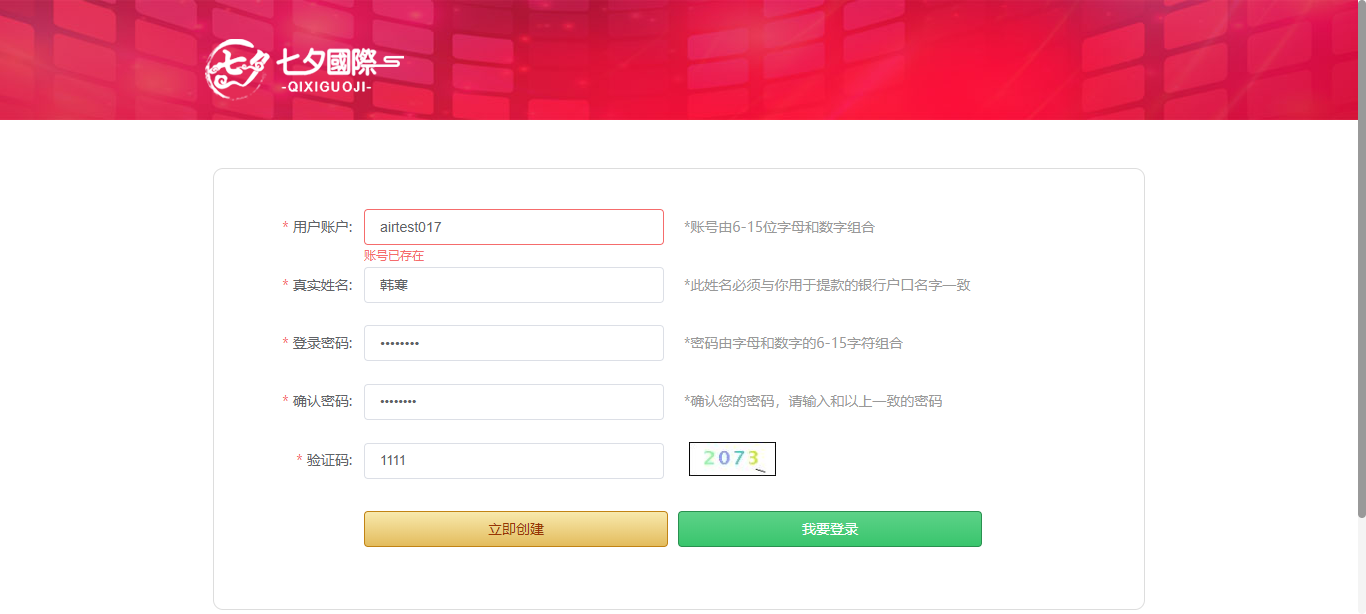 七夕 七夕國際
-QIXIGUOJI-
* 用户账户: airtest017 *账号由6-15位字母和数字组合
账号已存在
* 真实姓名: 韩寒 *此姓名必须与你用于提款的银行户口名字一致
* 登录密码: •••••••• *密码由字母和数字的6-15字符组合
* 确认密码: •••••••• *确认您的密码，请输入和以上一致的密码
* 验证码: 1111 2073
立即创建 我要登录